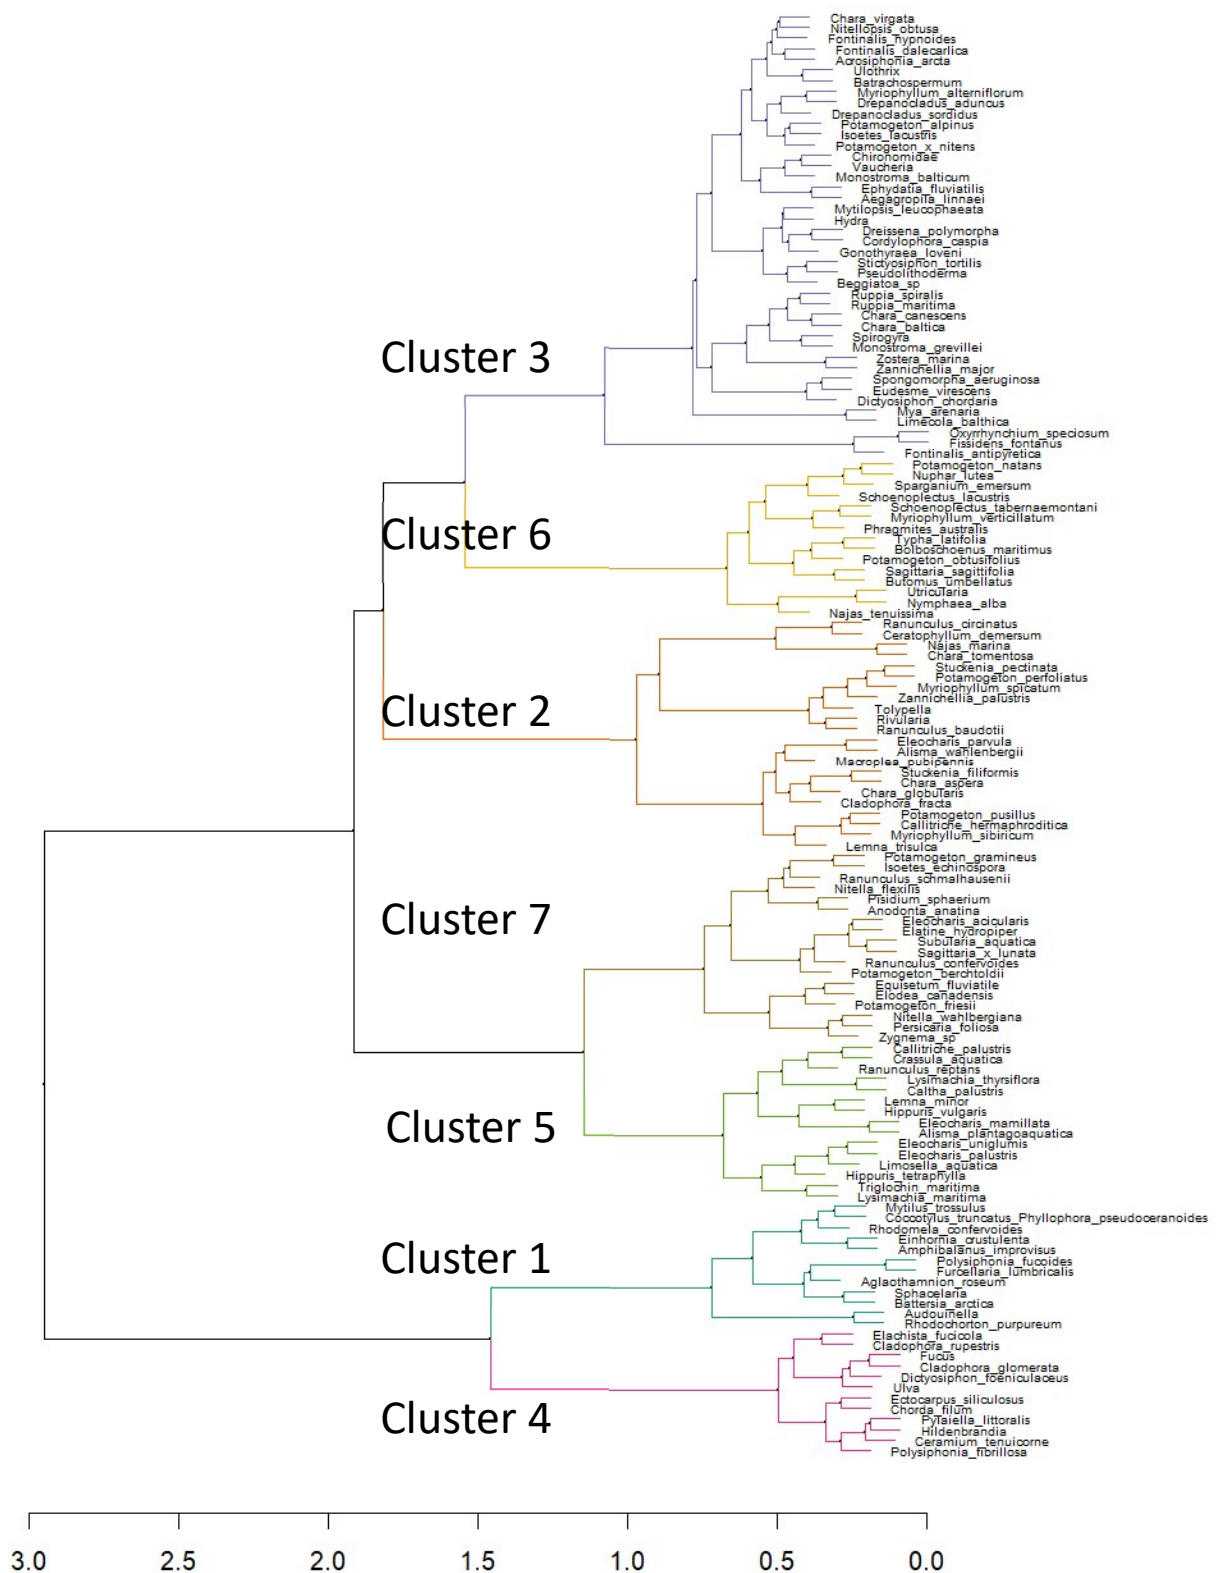 Chara_virgata
Nitellopsis_obtusa
Fontinalis_hypnoides
Fontinalis_dalecarlica
Acrosiphonia_arcta
Ulothrix
Batrachospermum
Myriophyllum_alterniflorum
Drepanocladus_aduncus
Drepanocladus_sordidus
Potamogeton_alpinus
Isoetes_lacustris
Potamogeton_x_nitens
Chironomidae
Vaucheria
Monostroma_balticum
Ephydatia_fluviatilis
Aegagropila_linnaei
Mytilopsis_leucophaeata
Hydra
Dreissena_polymorpha
Cordylophora_caspia
Gonothyraea_loveni
Stictyosiphon_tortilis
Pseudolithoderma
Beggiatoa_sp
Ruppia_spiralis
Ruppia_maritima
Chara_canescens
Chara_baltica
Spirogyra
Monostroma_grevillei
Cluster 3
Zostera_marina
Zannichellia_major
Spongomorpha_aeruginosa
Eudesme_virescens
Dictyosiphon_chordaria
Mya_arenaria
Limecola_balthica
Oxyrrhynchium_speciosum
Fissidens_fontanus
Fontinalis_antipyretica
Potamogeton_natans
Nuphar_lutea
Sparganium_emersum
Schoenoplectus_lacustris
Schoenoplectus_tabernaemontani
Myriophyllum_verticillatum
Phragmites_australis
Cluster 6
Typha_latifolia
Bolboschoenus_maritimus
Potamogeton_obtusifolius
Sagittaria_sagittifolia
Butomus_umbellatus
Utricularia
Nymphaea_alba
Najas_tenuissima
Ranunculus_circinatus
Ceratophyllum_demersum
Najas_marina
Chara_tomentosa
Stuckenia_pectinata
Potamogeton_perfoliatus
Myriophyllum_spicatum
Zannichellia_palustris
Tolypella
Cluster 2
Rivularia
Ranunculus_baudotii
Eleocharis_parvula
Alisma_wahlenbergii
Macroplea_pubipennis
Stuckenia_filiformis
Chara_aspera
Chara_globularis
Cladophora_fracta
Potamogeton_pusillus
Callitriche_hermaphroditica
Myriophyllum_sibiricum
Lemna_trisulca
Potamogeton_gramineus
Isoetes_echinospora
Ranunculus_schmalhausenii
Nitella_flexilis
Pisidium_sphaerium
Anodonta_anatina
Cluster 7
Eleocharis_acicularis
Elatine_hydropiper
Subularia_aquatica
Sagittaria_x_lunata
Ranunculus_confervoides
Potamogeton_berchtoldii
Equisetum_fluviatile
Elodea_canadensis
Potamogeton_friesii
Nitella_wahlbergiana
Persicaria_foliosa
Zygnema_sp
Callitriche_palustris
Crassula_aquatica
Ranunculus_reptans
Lysimachia_thyrsiflora
Caltha_palustris
Lemna_minor
Hippuris_vulgaris
Eleocharis_mamillata
Cluster 5
Alisma_plantagoaquatica
Eleocharis_uniglumis
Eleocharis_palustris
Limosella_aquatica
Hippuris_tetraphylla
Triglochin_maritima
Lysimachia_maritima
Mytilus_trossulus
Coccotylus_truncatus_Phyllophora_pseudoceranoides
Rhodomela_confervoides
Einhornia_crustulenta
Amphibalanus_improvisus
Cluster 1
Polysiphonia_fucoides
Furcellaria_lumbricalis
Aglaothamnion_roseum
Sphacelaria
Battersia_arctica
Audouinella
Rhodochorton_purpureum
Elachista_fucicola
Cladophora_rupestris
Fucus
Cladophora_glomerata
Dictyosiphon_foeniculaceus
Ulva
Ectocarpus_siliculosus
Chorda_filum
Cluster 4
Pylaiella_littoralis
Hildenbrandia
Ceramium_tenuicorne
Polysiphonia_fibrillosa
3.0 2.5 2.0 1.5 1.0 0.5 0.0